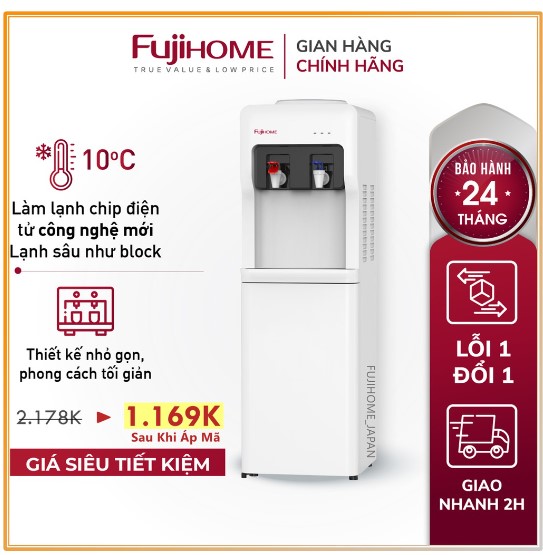 FujiHOME
TRUE VALUE & LOW PRICE
GIAN HÀNG
CHÍNH HÃNG
FujiHOME
10°C
Làm lạnh chip điện
tử công nghệ mới
Lạnh sâu như block
Thiết kế nhỏ gọn,
phong cách tối giản
2.178K
1.169K
Sau Khi Áp Mã
GIÁ SIÊU TIẾT KIỆM
FUJIHOME_JAPAN
BẢO HÀNH
24
THÁNG
LỖI 1
ĐỔI 1
GIAO
NHANH 2H